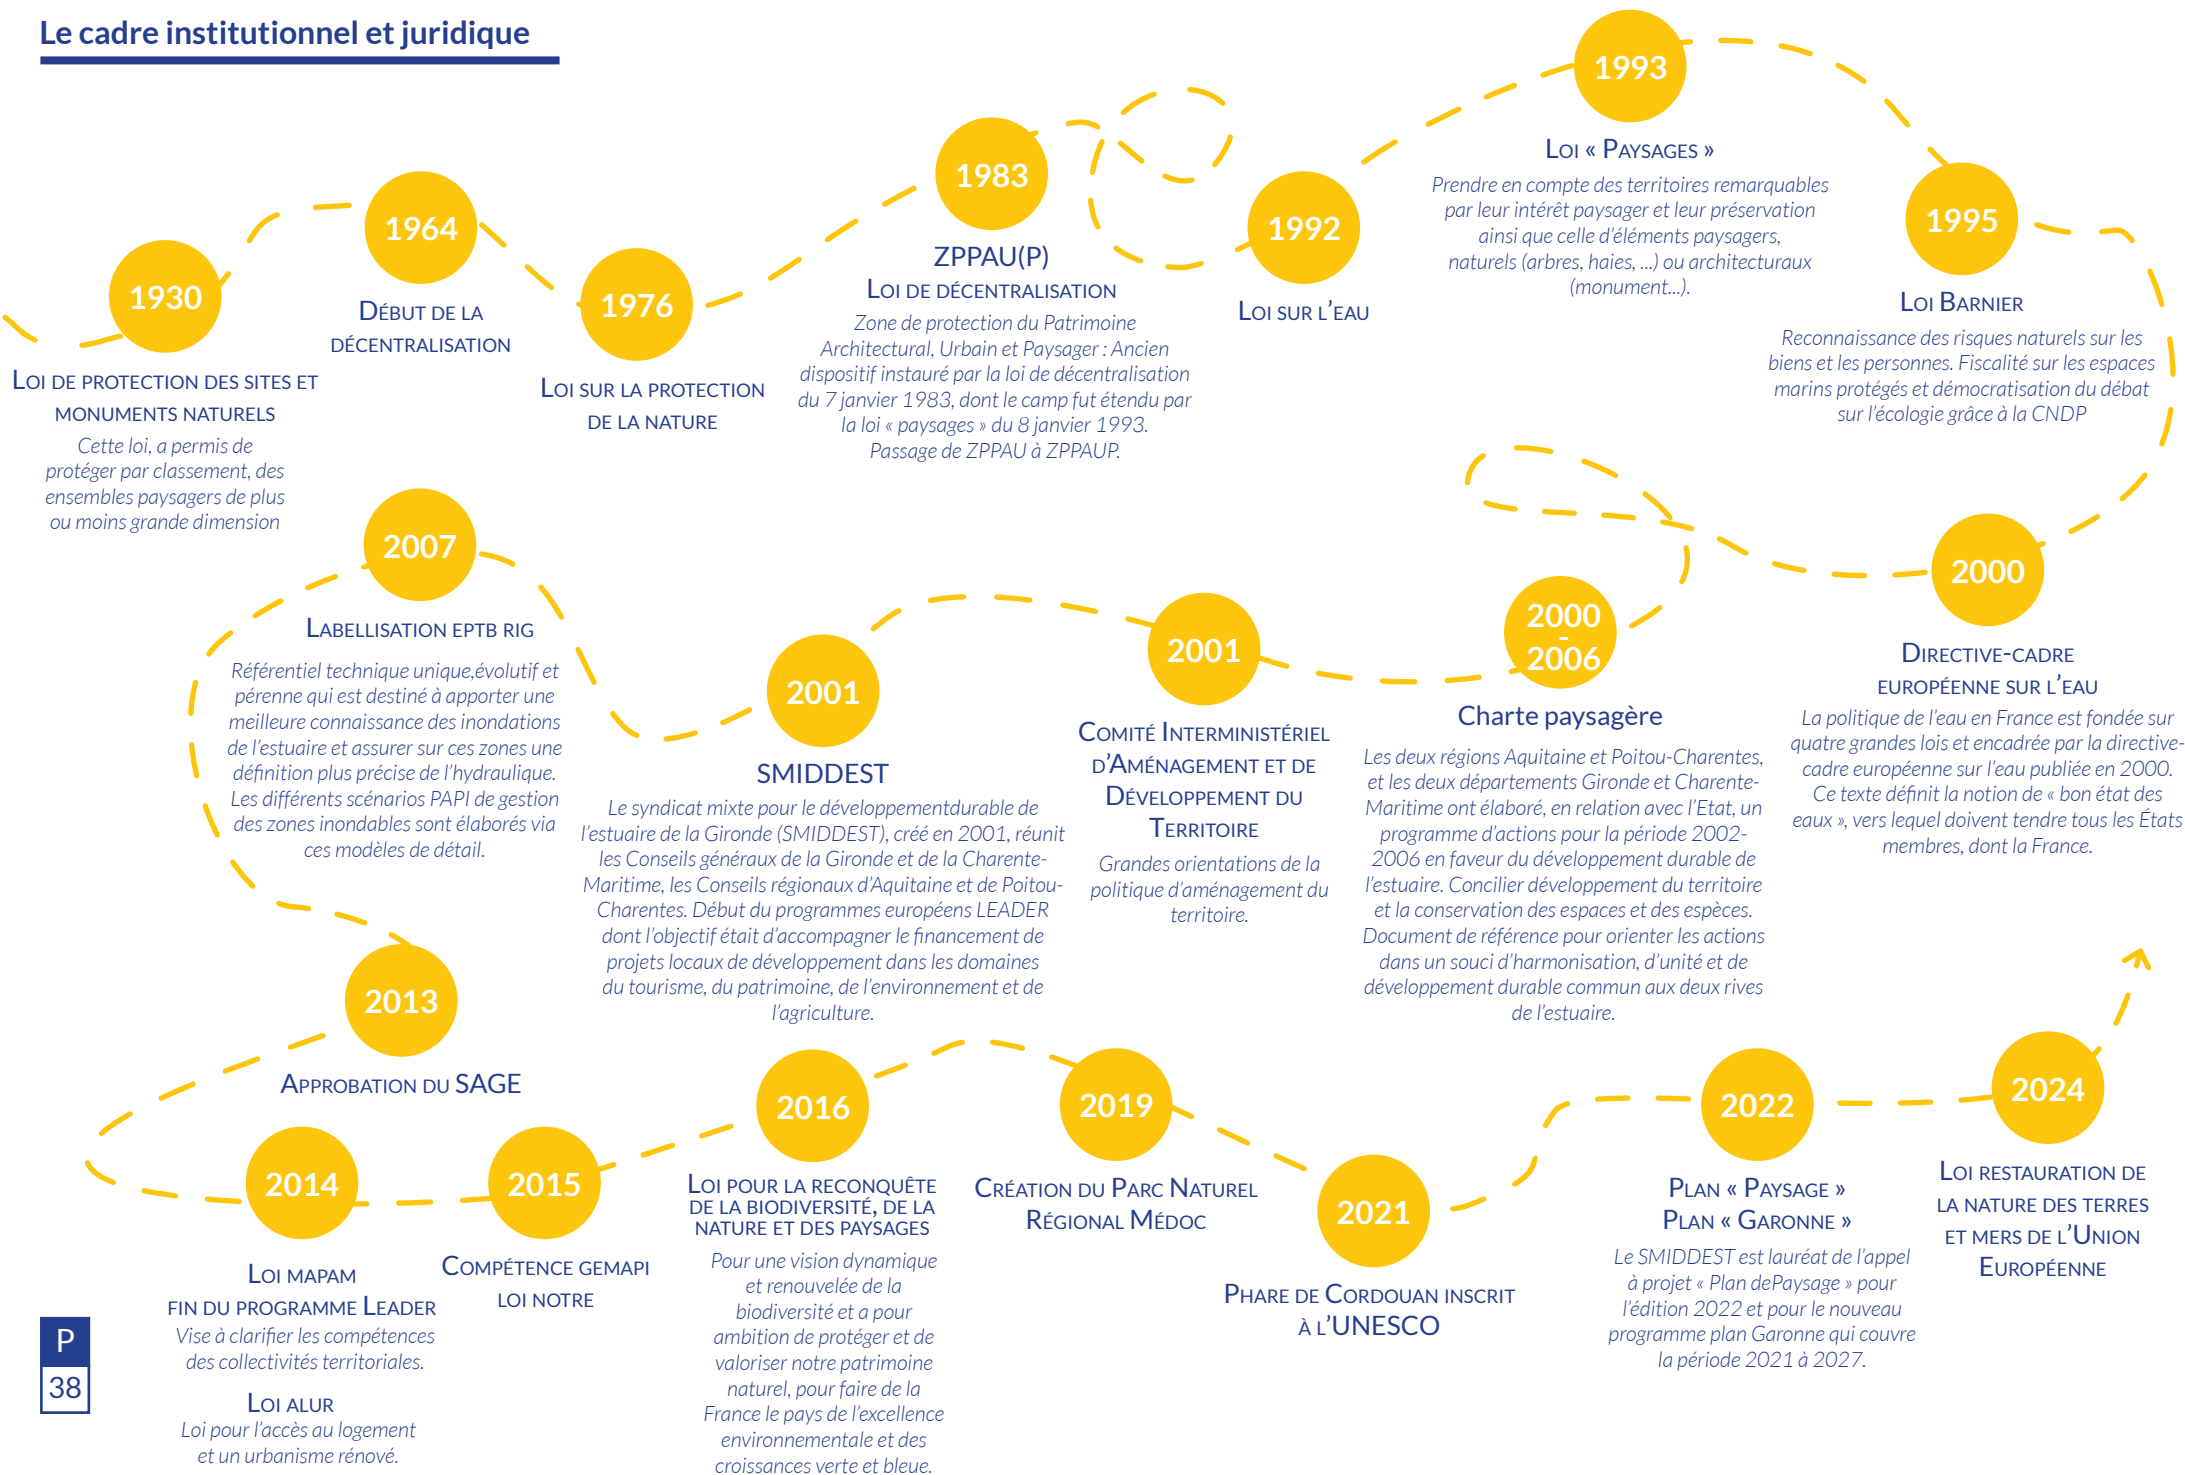 Le cadre institutionnel et juridique
1930
Loi de protection des sites et
monuments naturels
Cette loi, a permis de
protéger par classement, des
ensembles paysagers de plus
ou moins grande dimension
1964
Début de la
décentralisation
1976
Loi sur la protection
de la nature
1983
ZPPAU(P)
Loi de décentralisation
Zone de protection du Patrimoine
Architectural, Urbain et Paysager : Ancien
dispositif instauré par la loi de décentralisation
du 7 janvier 1983, dont le camp fut étendu par
la loi « paysages » du 8 janvier 1993.
Passage de ZPPAU à ZPPAUP.
1992
Loi sur l'eau
1993
Loi « Paysages »
Prendre en compte des territoires remarquables
par leur intérêt paysager et leur préservation
ainsi que celle d'éléments paysagers,
naturels (arbres, haies, ...) ou architecturaux
(monument...).
1995
Loi Barnier
Reconnaissance des risques naturels sur les
biens et les personnes. Fiscalité sur les espaces
marins protégés et démocratisation du débat
sur l'écologie grâce à la CNDP
2000
Directive-cadre
européenne sur l'eau
La politique de l'eau en France est fondée sur
quatre grandes lois et encadrée par la directive-
cadre européenne sur l'eau publiée en 2000.
Ce texte définit la notion de « bon état des
eaux », vers lequel doivent tendre tous les États
membres, dont la France.
2000
-
2006
Charte paysagère
Les deux régions Aquitaine et Poitou-Charentes,
et les deux départements Gironde et Charente-
Maritime ont élaboré, en relation avec l'Etat, un
programme d'actions pour la période 2002-
2006 en faveur du développement durable de
l'estuaire. Concilier développement du territoire
et la conservation des espaces et des espèces.
Document de référence pour orienter les actions
dans un souci d'harmonisation, d'unité et de
développement durable commun aux deux rives
de l'estuaire.
2001
Comité Interministériel
d'Aménagement et de
Développement du
Territoire
Grandes orientations de la
politique d'aménagement du
territoire.
2001
SMIDDEST
Le syndicat mixte pour le développementdurable de
l'estuaire de la Gironde (SMIDDEST), créé en 2001, réunit
les Conseils généraux de la Gironde et de la Charente-
Maritime, les Conseils régionaux d'Aquitaine et de Poitou-
Charentes. Début du programmes européens LEADER
dont l'objectif était d'accompagner le financement de
projets locaux de développement dans les domaines
du tourisme, du patrimoine, de l'environnement et de
l'agriculture.
2007
Labellisation eptb rig
Référentiel technique unique,évolutif et
pérenne qui est destiné à apporter une
meilleure connaissance des inondations
de l'estuaire et assurer sur ces zones une
définition plus précise de l'hydraulique.
Les différents scénarios PAPI de gestion
des zones inondables sont élaborés via
ces modèles de détail.
2013
Approbation du SAGE
2014
Loi mapam
fin du programme Leader
Vise à clarifier les compétences
des collectivités territoriales.
Loi alur
Loi pour l'accès au logement
et un urbanisme rénové.
2015
Compétence gemapi
loi notre
2016
Loi pour la reconquête
de la biodiversité, de la
nature et des paysages
Pour une vision dynamique
et renouvelée de la
biodiversité et a pour
ambition de protéger et de
valoriser notre patrimoine
naturel, pour faire de la
France le pays de l'excellence
environnementale et des
croissances verte et bleue.
2019
Création du Parc Naturel
Régional Médoc
2021
Phare de Cordouan inscrit
à l'UNESCO
2022
Plan « Paysage »
Plan « Garonne »
Le SMIDDEST est lauréat de l'appel
à projet « Plan dePaysage » pour
l'édition 2022 et pour le nouveau
programme plan Garonne qui couvre
la période 2021 à 2027.
2024
Loi restauration de
la nature des terres
et mers de l'Union
Européenne
P
38